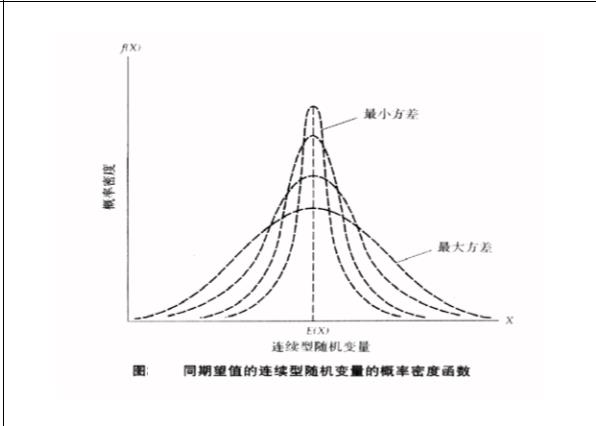 f(X)
最小方差
概率密度
最大方差
X
E(X)
连续型随机变量
图: 同期望值的连续型随机变量的概率密度函数